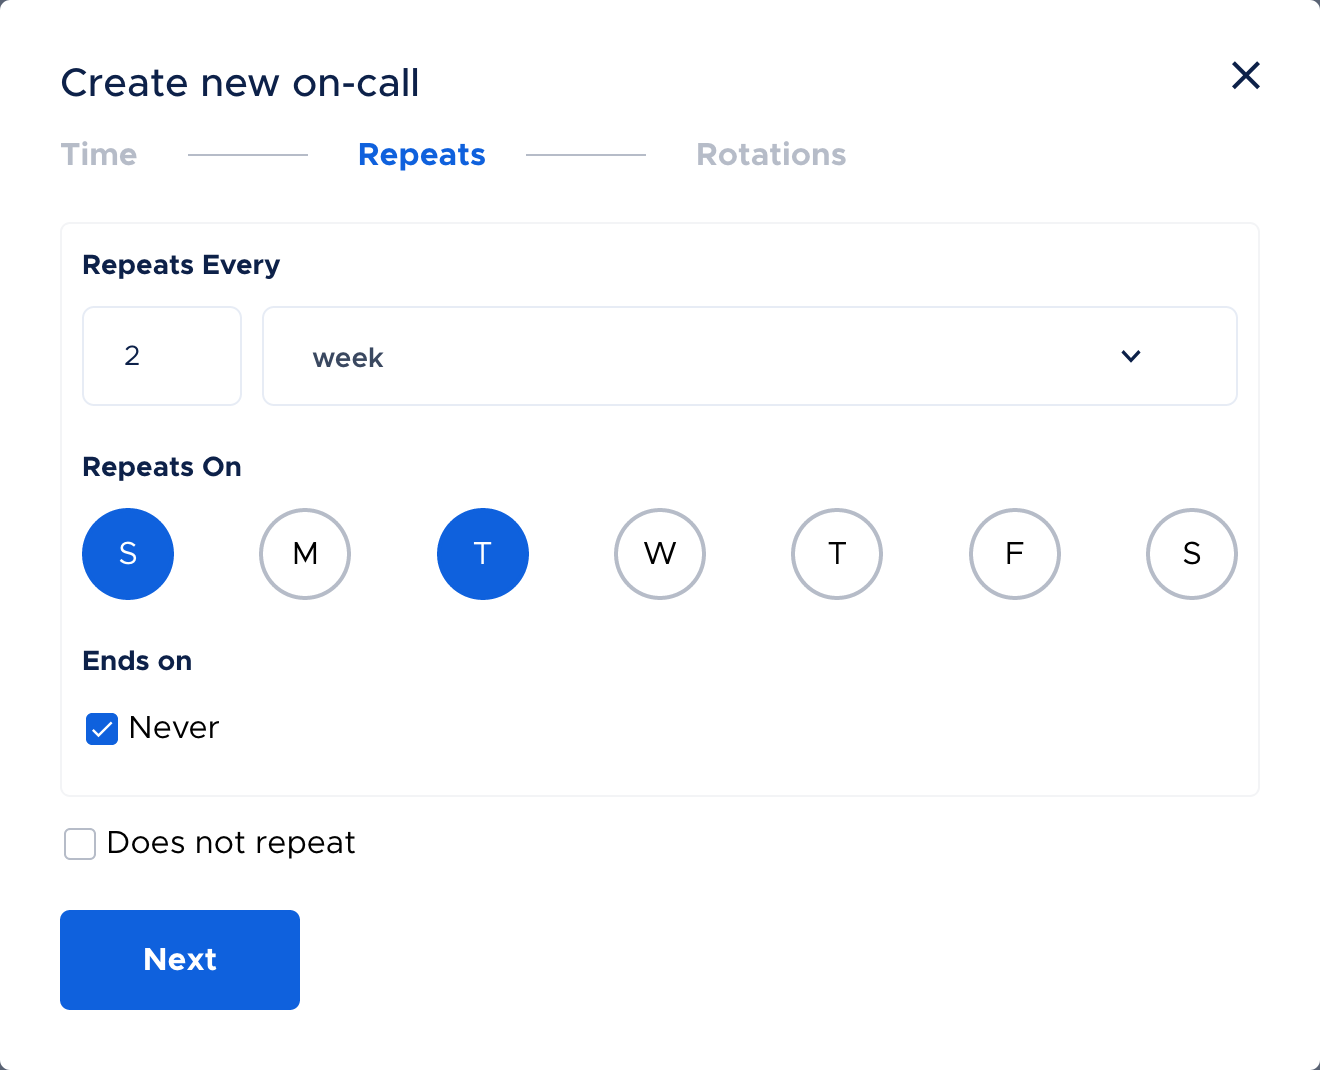 Create new on-call
Time Repeats Rotations
Repeats Every
2 week
Repeats On
S M T W T F S
Ends on
Never
Does not repeat
Next